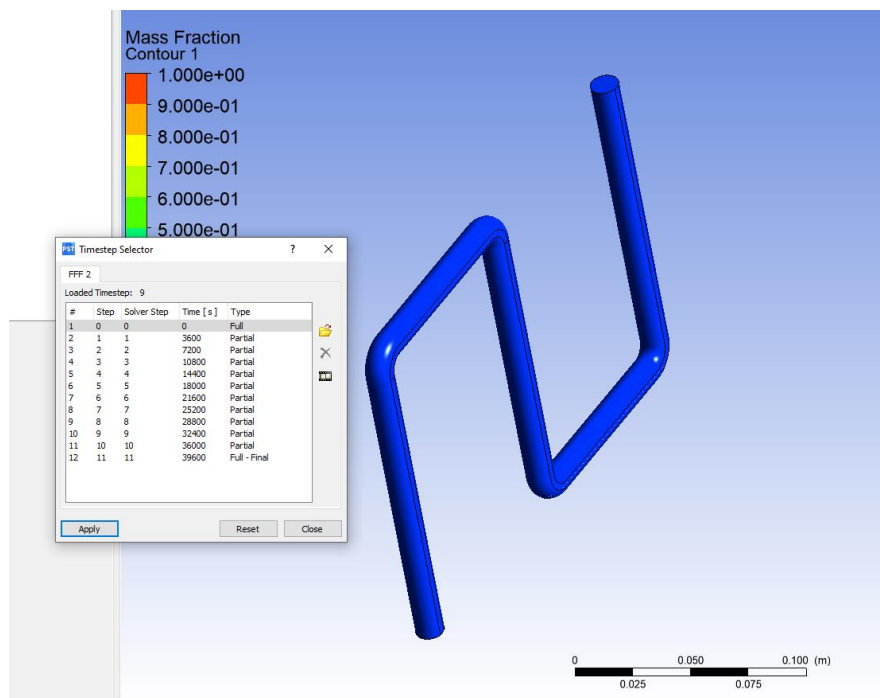 Mass Fraction
Contour 1
1.000e+00
9.000e-01
8.000e-01
7.000e-01
6.000e-01
5.000e-01
PST Timestep Selector ?
FFF 2
Loaded Timestep: 9
# Step Solver Step Time [ s ] Type
1 0 0 0 Full
2 1 1 3600 Partial
3 2 2 7200 Partial
4 3 3 10800 Partial
5 4 4 14400 Partial
6 5 5 18000 Partial
7 6 6 21600 Partial
8 7 7 25200 Partial
9 8 8 28800 Partial
10 9 9 32400 Partial
11 10 10 36000 Partial
12 11 11 39600 Full - Final
Apply Reset Close
0 0.050 0.100 (m)
0.025 0.075